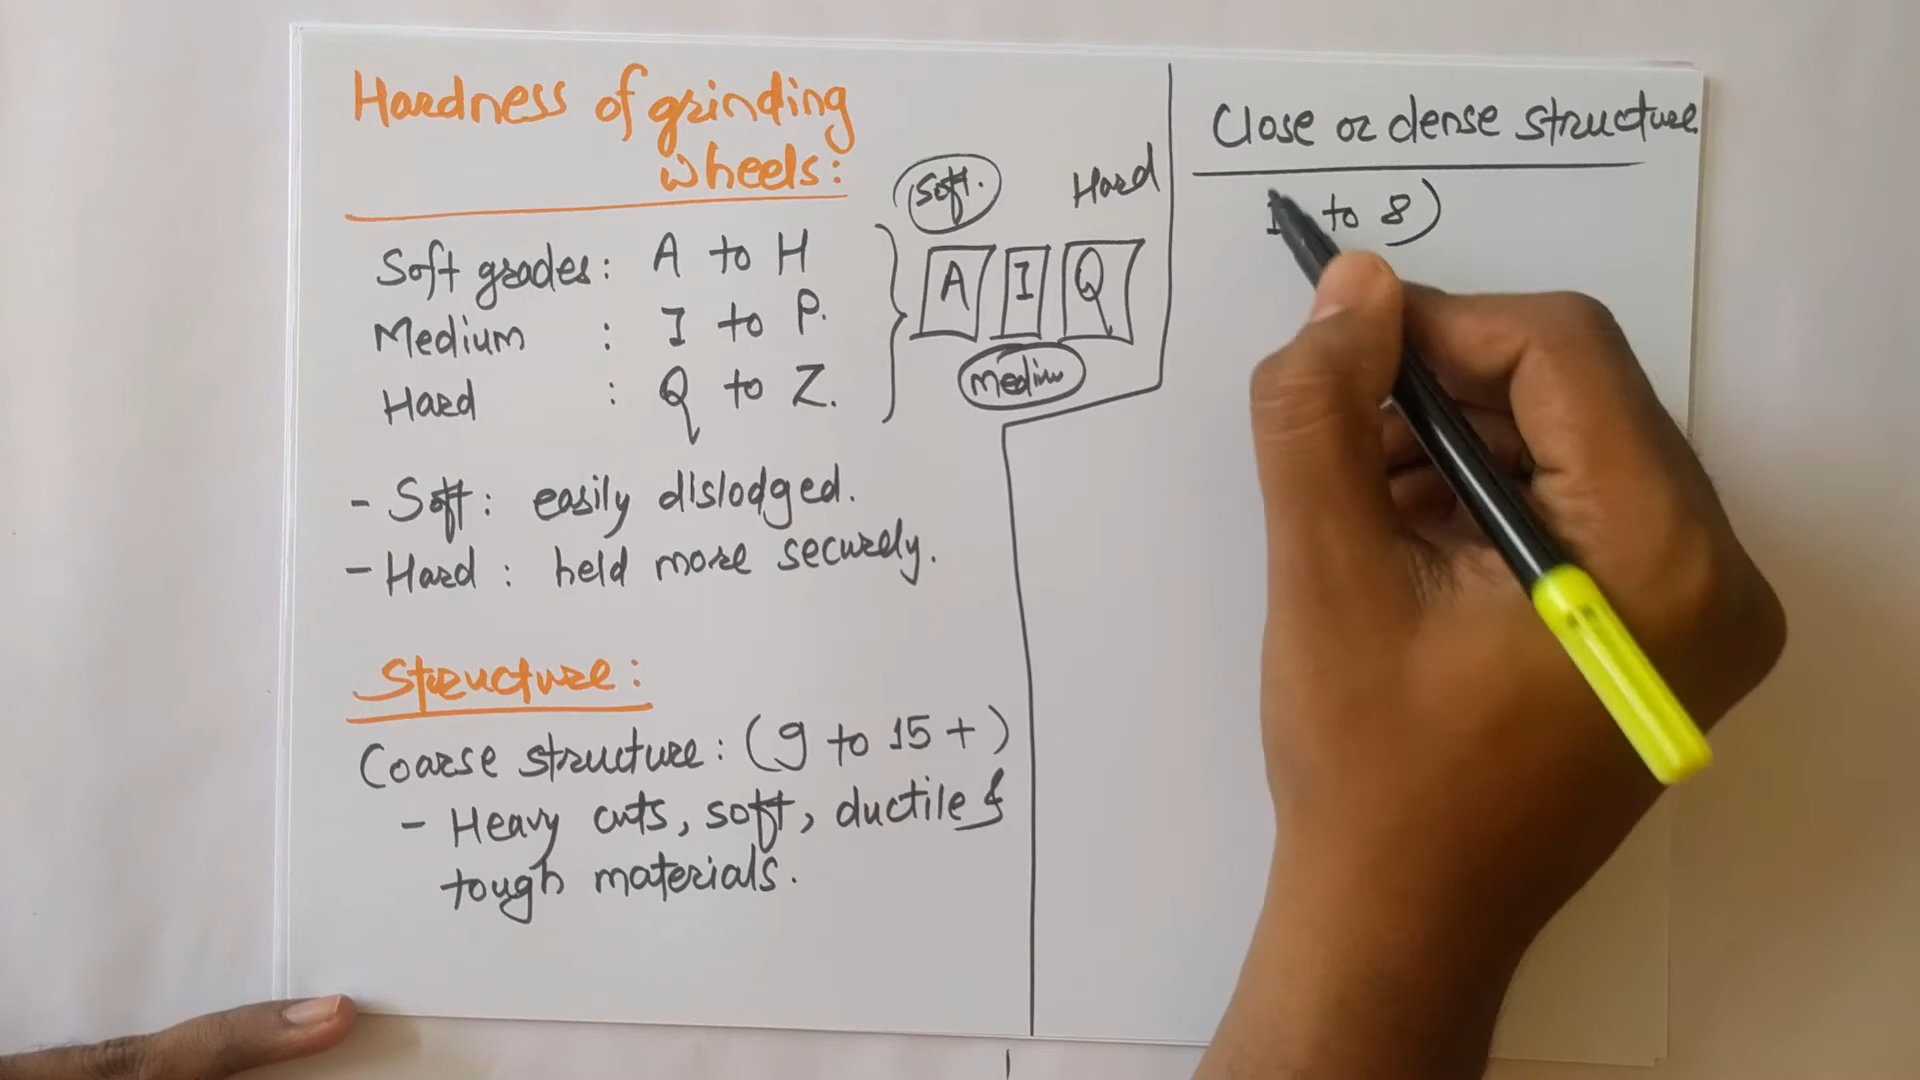 Hardness of grinding
wheels:
Soft grades: A to H
Medium : I to P.
Hard : Q to Z.
Soft. Hard
A I Q
Medium
- Soft: easily dislodged.
- Hard: held more securely.
Structure:
Coarse structure: (9 to 15+)
- Heavy cuts, soft, ductile &
tough materials.
Close or dense structure
1 to 8)